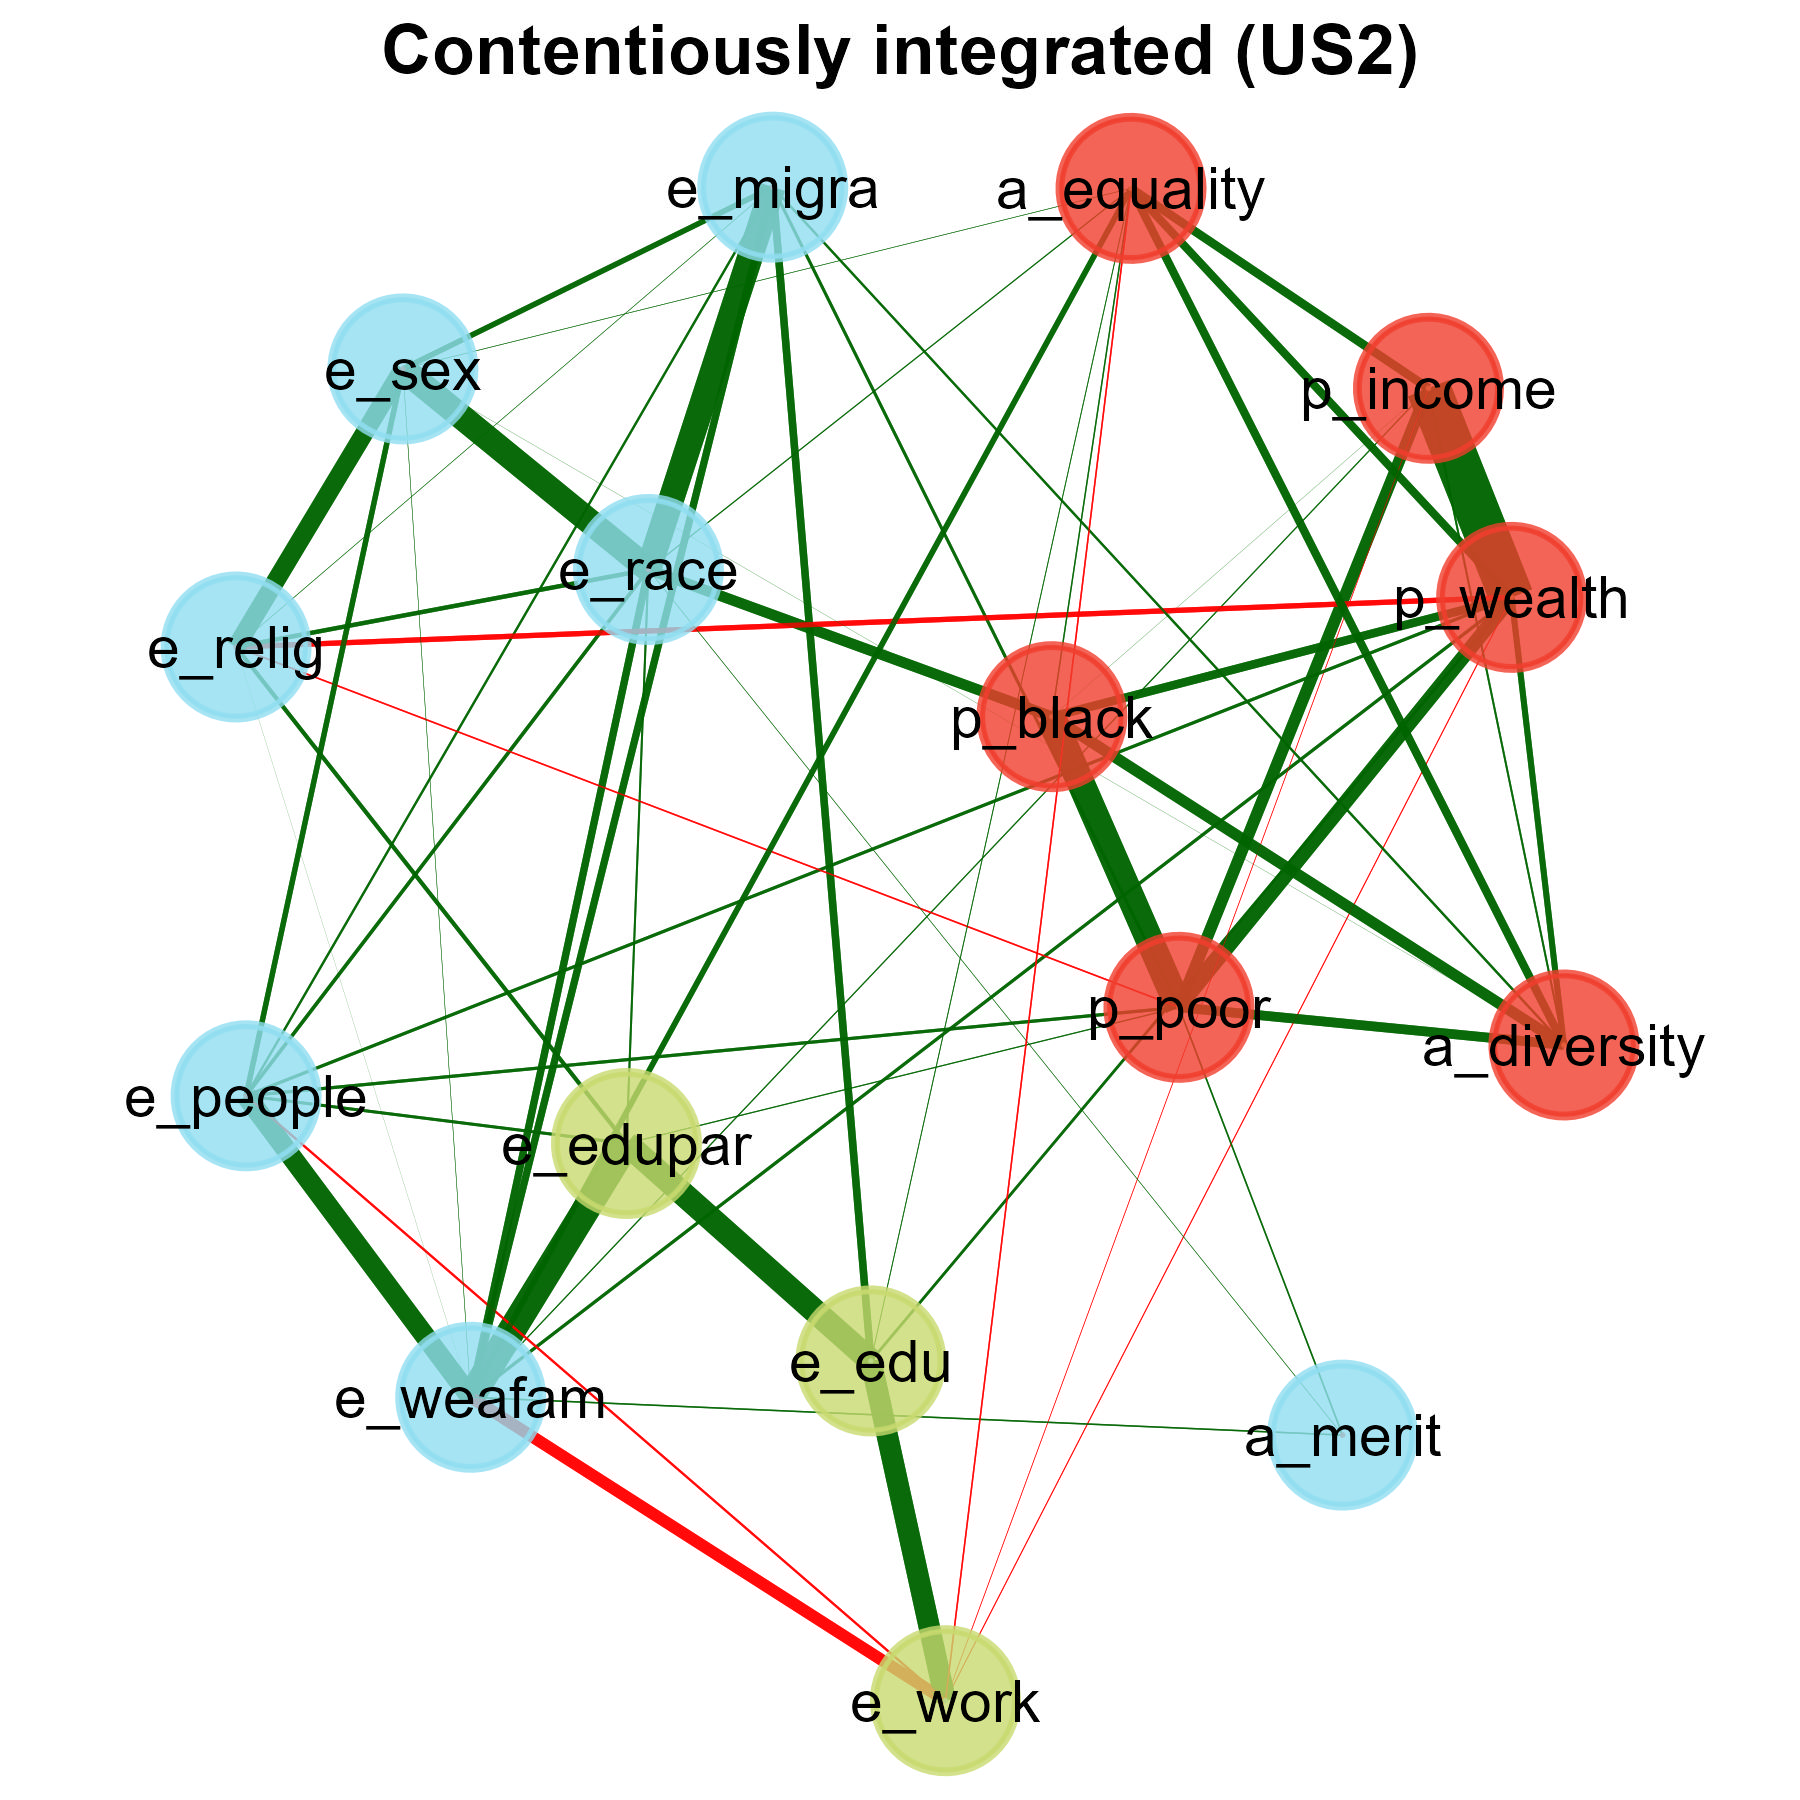 Contentiously integrated (US2)
e_migra
a_equality
e_sex
p_income
e_race
p_wealth
e_relig
p_black
p_poor
a_diversity
e_people
e_edupar
e_edu
e_weafam
a_merit
e_work